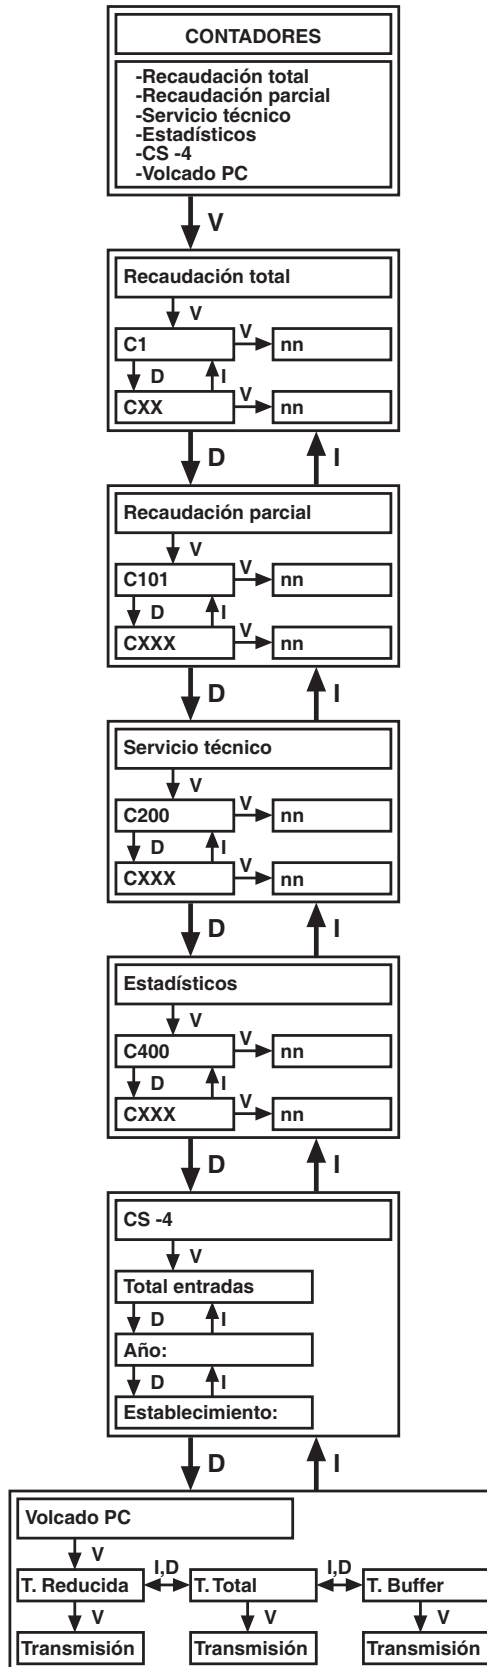 CONTADORES
-Recaudación total
-Recaudación parcial
-Servicio técnico
-Estadísticos
-CS -4
-Volcado PC
V
Recaudación total
V
C1 V nn
D I
CXX V nn
D I
Recaudación parcial
V
C101 V nn
D I
CXXX V nn
D I
Servicio técnico
V
C200 V nn
D I
CXXX V nn
D I
Estadísticos
V
C400 V nn
D I
CXXX V nn
D I
CS -4
V
Total entradas
D I
Año:
D I
Establecimiento:
D I
Volcado PC
V
T. Reducida I,D T. Total I,D T. Buffer
V V V
Transmisión Transmisión Transmisión